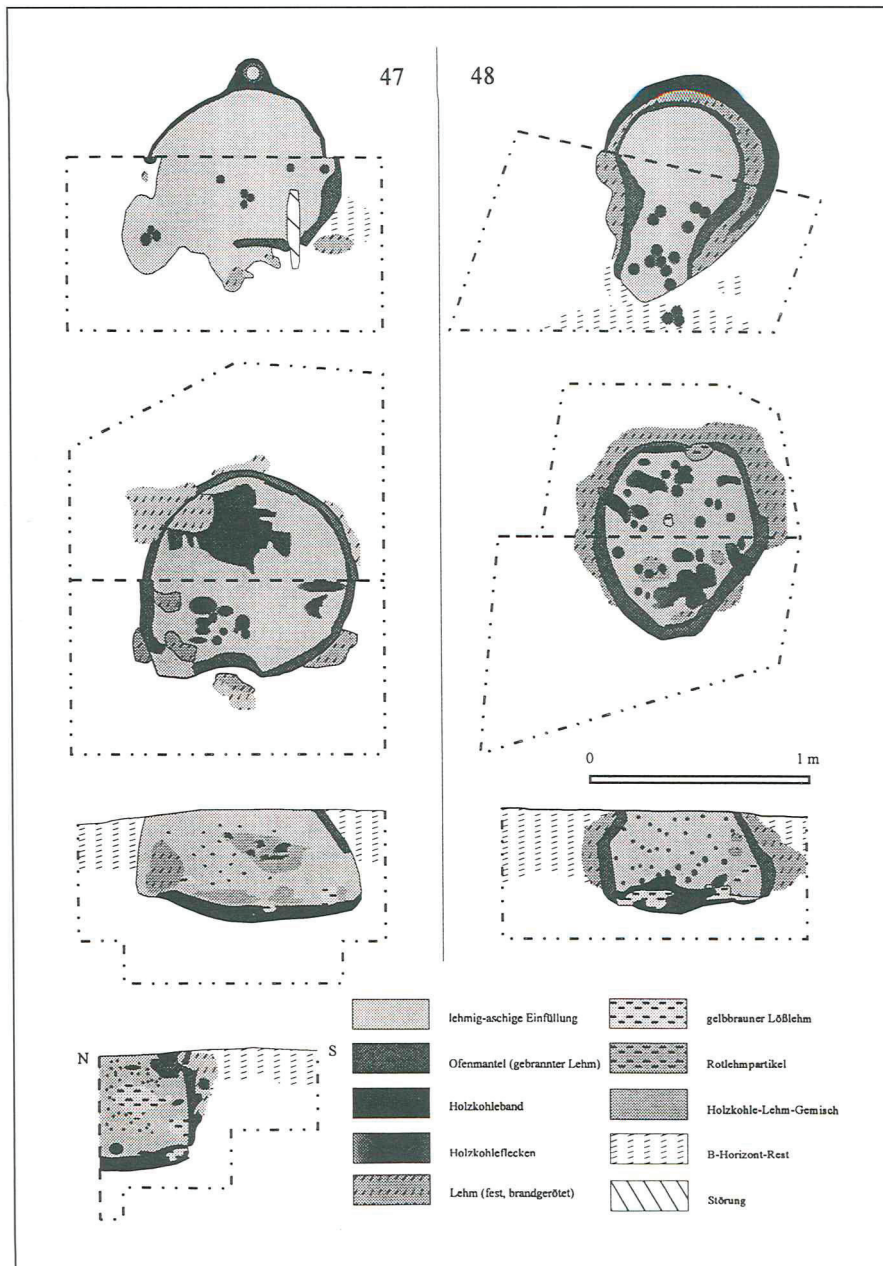 47
48
0 1 m
N S
lehmig-aschige Einfüllung
Ofenmantel (gebrannter Lehm)
Holzkohleband
Holzkohleflecken
Lehm (fest, brandgerötet)
gelbbrauner Lößlehm
Rotlehmpartikel
Holzkohle-Lehm-Gemisch
B-Horizont-Rest
Störung